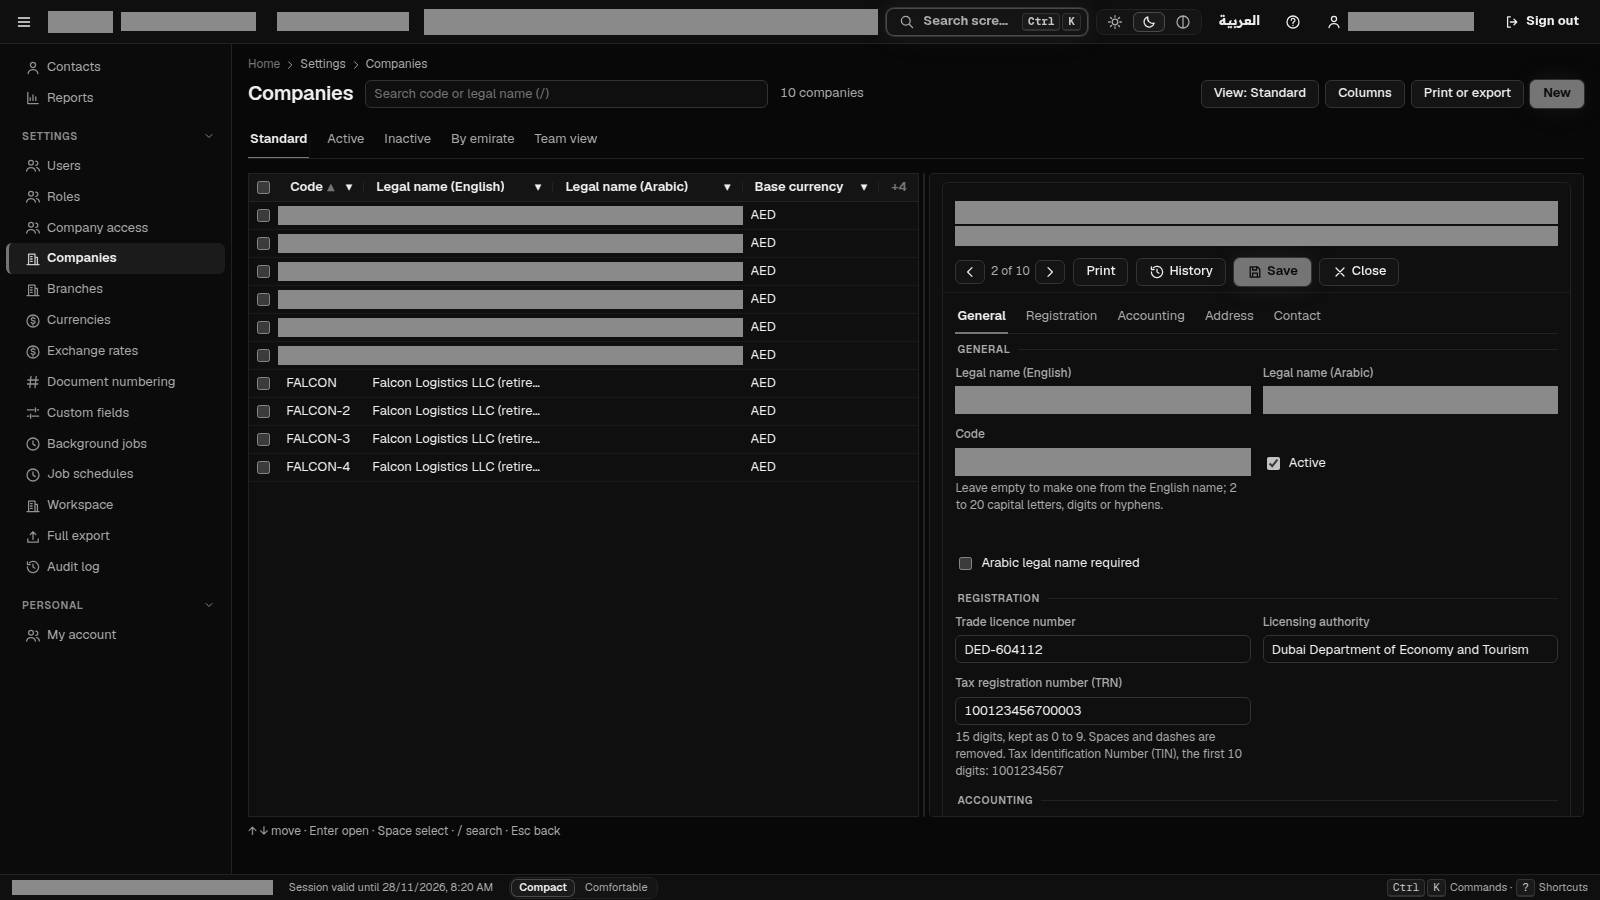 Search scre... Ctrl K
العربية
Sign out
Contacts
Reports
SETTINGS
Users
Roles
Company access
Companies
Branches
Currencies
Exchange rates
Document numbering
Custom fields
Background jobs
Job schedules
Workspace
Full export
Audit log
PERSONAL
My account
Home > Settings > Companies
Companies
Search code or legal name (/)
10 companies
View: Standard
Columns
Print or export
New
Standard Active Inactive By emirate Team view
Code ▲ ▼ Legal name (English) ▼ Legal name (Arabic) ▼ Base currency ▼ +4
AED
AED
AED
AED
AED
AED
FALCON Falcon Logistics LLC (retire... AED
FALCON-2 Falcon Logistics LLC (retire... AED
FALCON-3 Falcon Logistics LLC (retire... AED
FALCON-4 Falcon Logistics LLC (retire... AED
2 of 10 Print History Save Close
General Registration Accounting Address Contact
GENERAL
Legal name (English) Legal name (Arabic)
Code
Active
Leave empty to make one from the English name; 2
to 20 capital letters, digits or hyphens.
Arabic legal name required
REGISTRATION
Trade licence number Licensing authority
DED-604112 Dubai Department of Economy and Tourism
Tax registration number (TRN)
100123456700003
15 digits, kept as 0 to 9. Spaces and dashes are
removed. Tax Identification Number (TIN), the first 10
digits: 1001234567
ACCOUNTING
↑↓ move · Enter open · Space select · / search · Esc back
Session valid until 28/11/2026, 8:20 AM
Compact Comfortable
Ctrl K Commands · ? Shortcuts